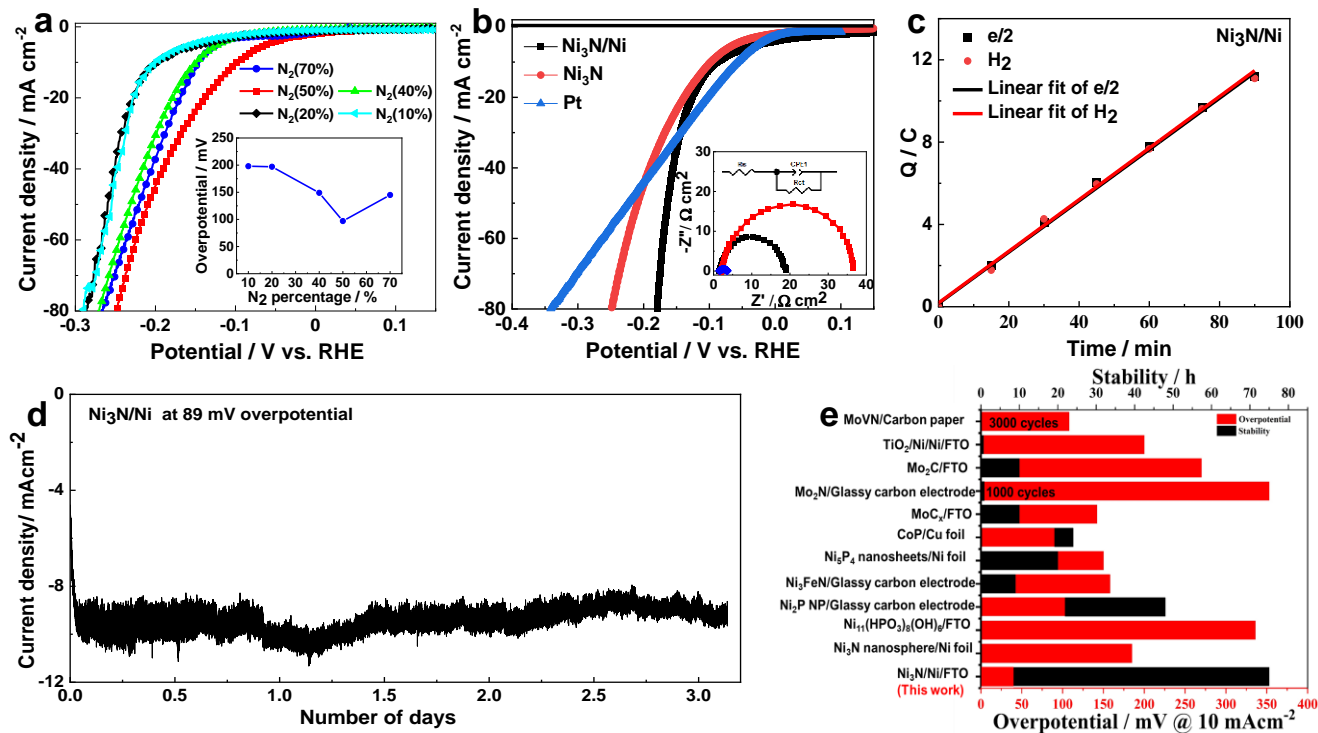 a
Current density / mA cm-2
0
-20
-40
-60
-80
-0.3
-0.2
-0.1
0
0.1
Potential / V vs. RHE
N2(70%)
N2(50%)
N2(40%)
N2(20%)
N2(10%)
Overpotential / mV
250
200
150
100
50
0
10
20
30
40
50
60
70
N2 percentage / %
b
Current density / mA cm-2
0
-20
-40
-60
-80
-0.4
-0.3
-0.2
-0.1
0.0
0.1
Potential / V vs. RHE
Ni3N/Ni
Ni3N
Pt
Rs
CPE1
Rct
-Z''/ Ω cm2
30
25
20
15
10
5
0
0
10
20
30
40
Z' / Ω cm2
c
Ni3N/Ni
e/2
H2
Linear fit of e/2
Linear fit of H2
Q / C
12
8
4
0
0
20
40
60
80
100
Time / min
d
Ni3N/Ni at 89 mV overpotential
Current density/ mAcm-2
0
-4
-8
-12
0.0
0.5
1.0
1.5
2.0
2.5
3.0
Number of days
e
Stability / h
0 10 20 30 40 50 60 70 80
Overpotential
Stability
MoVN/Carbon paper
3000 cycles
TiO2/Ni/Ni/FTO
Mo2C/FTO
Mo2N/Glassy carbon electrode
1000 cycles
MoCx/FTO
CoP/Cu foil
Ni5P4 nanosheets/Ni foil
Ni3FeN/Glassy carbon electrode
Ni2P NP/Glassy carbon electrode
Ni11(HPO3)8(OH)6/FTO
Ni3N nanosphere/Ni foil
Ni3N/Ni/FTO
(This work)
0 50 100 150 200 250 300 350 400
Overpotential / mV @ 10 mAcm-2